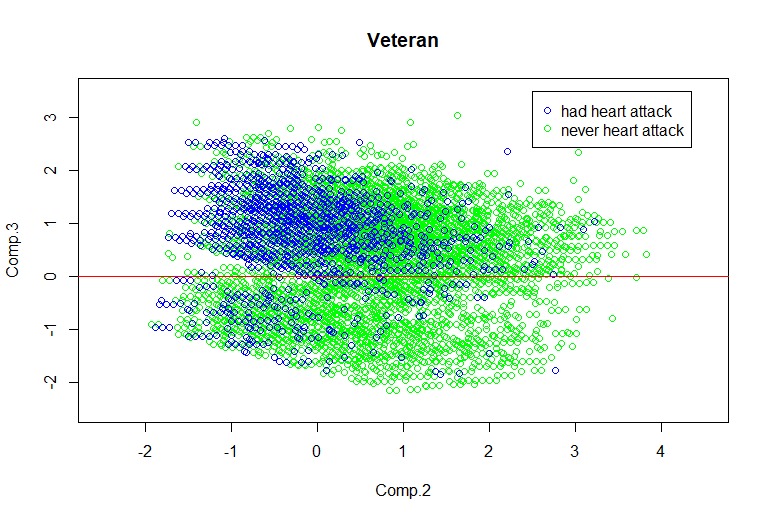 Veteran
had heart attack
never heart attack
3
2
1
0
-1
-2
Comp.3
-2
-1
0
1
2
3
4
Comp.2